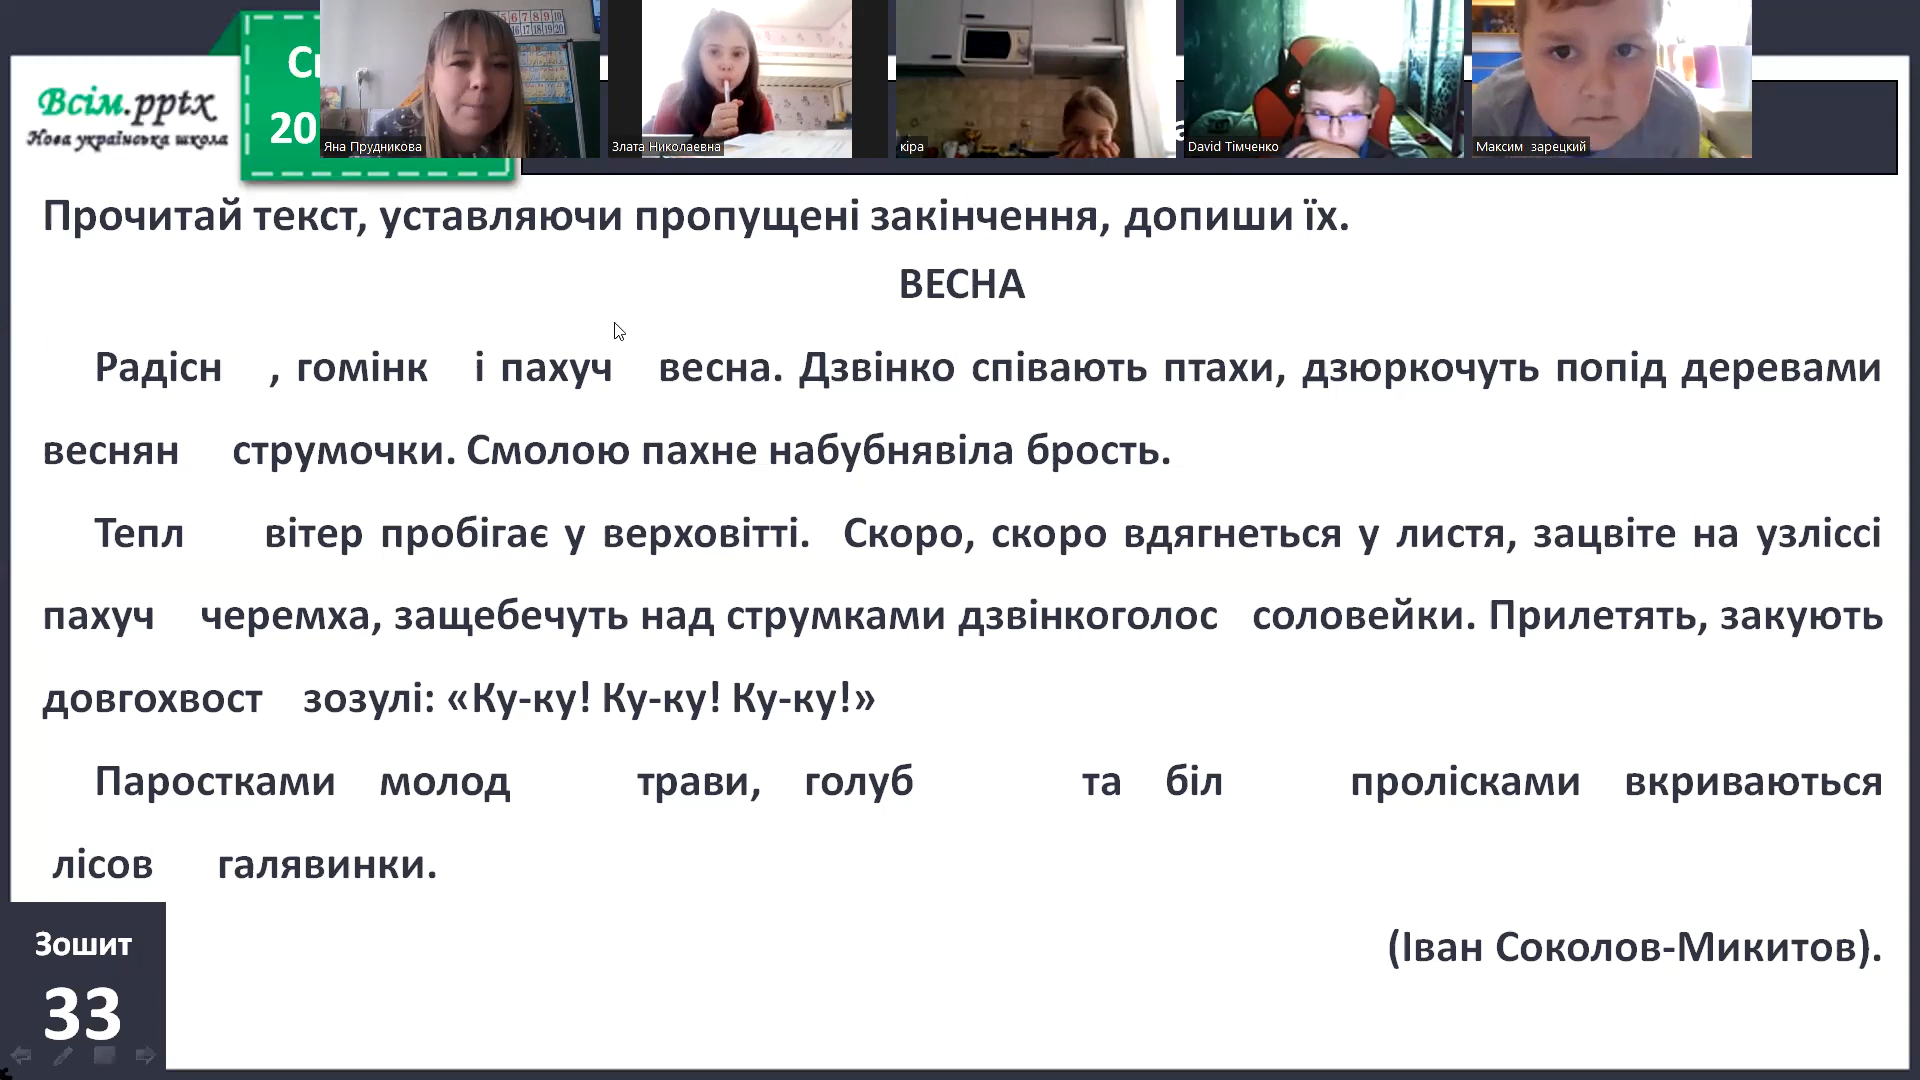 Всім.pptx
Нова українська школа
20
Яна Прудникова
Злата Николаевна
кіра
David Тімченко
Максим зарецкий
Прочитай текст, уставляючи пропущені закінчення, допиши їх.
ВЕСНА
Радісн , гомінк і пахуч весна. Дзвінко співають птахи, дзюркочуть попід деревами
веснян струмочки. Смолою пахне набубнявіла брость.
Тепл вітер пробігає у верховітті. Скоро, скоро вдягнеться у листя, зацвіте на узліссі
пахуч черемха, защебечуть над струмками дзвінкоголос соловейки. Прилетять, закують
довгохвост зозулі: «Ку-ку! Ку-ку! Ку-ку!»
Паростками молод трави, голуб та біл пролісками вкриваються
лісов галявинки.
(Іван Соколов-Микитов).
Зошит
33